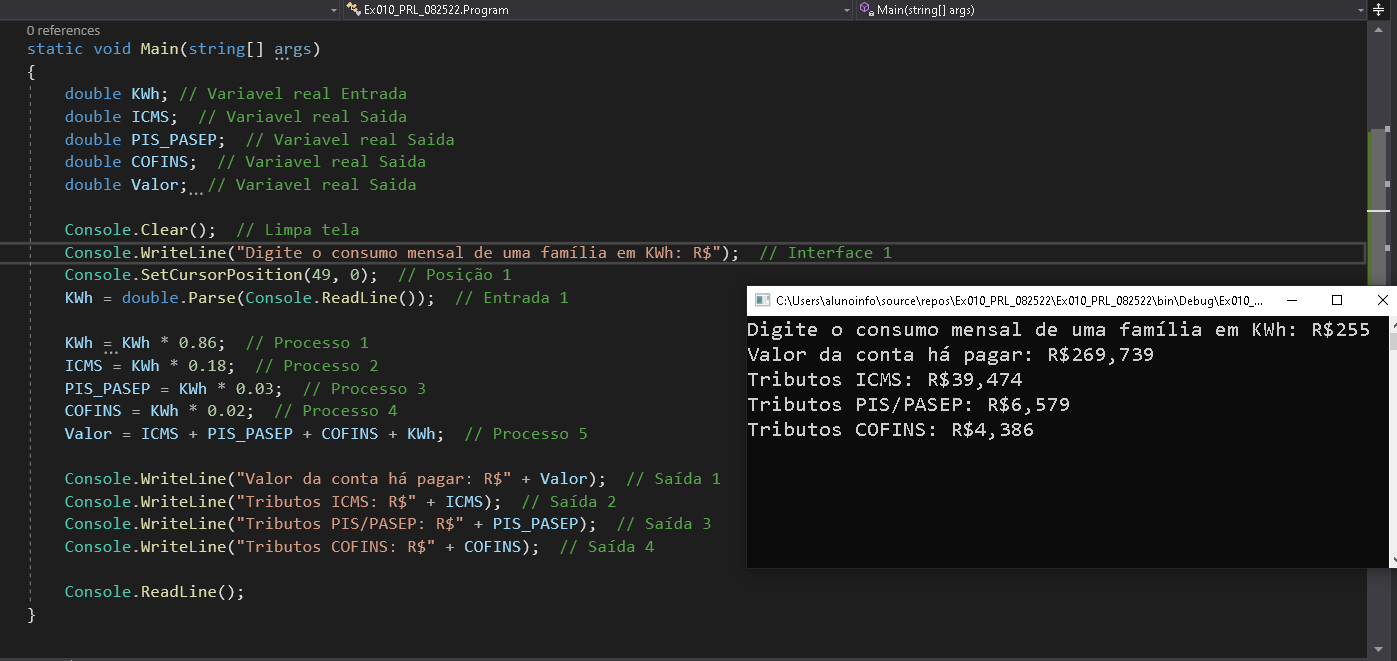 Ex010_PRL_082522.Program
Main(string[] args)
0 references
static void Main(string[] args)
{
double KWh; // Variavel real Entrada
double ICMS;  // Variavel real Saida
double PIS_PASEP;  // Variavel real Saida
double COFINS;  // Variavel real Saida
double Valor;  // Variavel real Saida
Console.Clear();  // Limpa tela
Console.WriteLine("Digite o consumo mensal de uma família em KWh: R$");  // Interface 1
Console.SetCursorPosition(49, 0);  // Posição 1
KWh = double.Parse(Console.ReadLine());  // Entrada 1
KWh = KWh * 0.86;  // Processo 1
ICMS = KWh * 0.18;  // Processo 2
PIS_PASEP = KWh * 0.03;  // Processo 3
COFINS = KWh * 0.02;  // Processo 4
Valor = ICMS + PIS_PASEP + COFINS + KWh;  // Processo 5
Console.WriteLine("Valor da conta há pagar: R$" + Valor);  // Saída 1
Console.WriteLine("Tributos ICMS: R$" + ICMS);  // Saída 2
Console.WriteLine("Tributos PIS/PASEP: R$" + PIS_PASEP);  // Saída 3
Console.WriteLine("Tributos COFINS: R$" + COFINS);  // Saída 4
Console.ReadLine();
}
C:\Users\alunoinfo\source\repos\Ex010_PRL_082522\Ex010_PRL_082522\bin\Debug\Ex010_...
Digite o consumo mensal de uma família em KWh: R$255
Valor da conta há pagar: R$269,739
Tributos ICMS: R$39,474
Tributos PIS/PASEP: R$6,579
Tributos COFINS: R$4,386